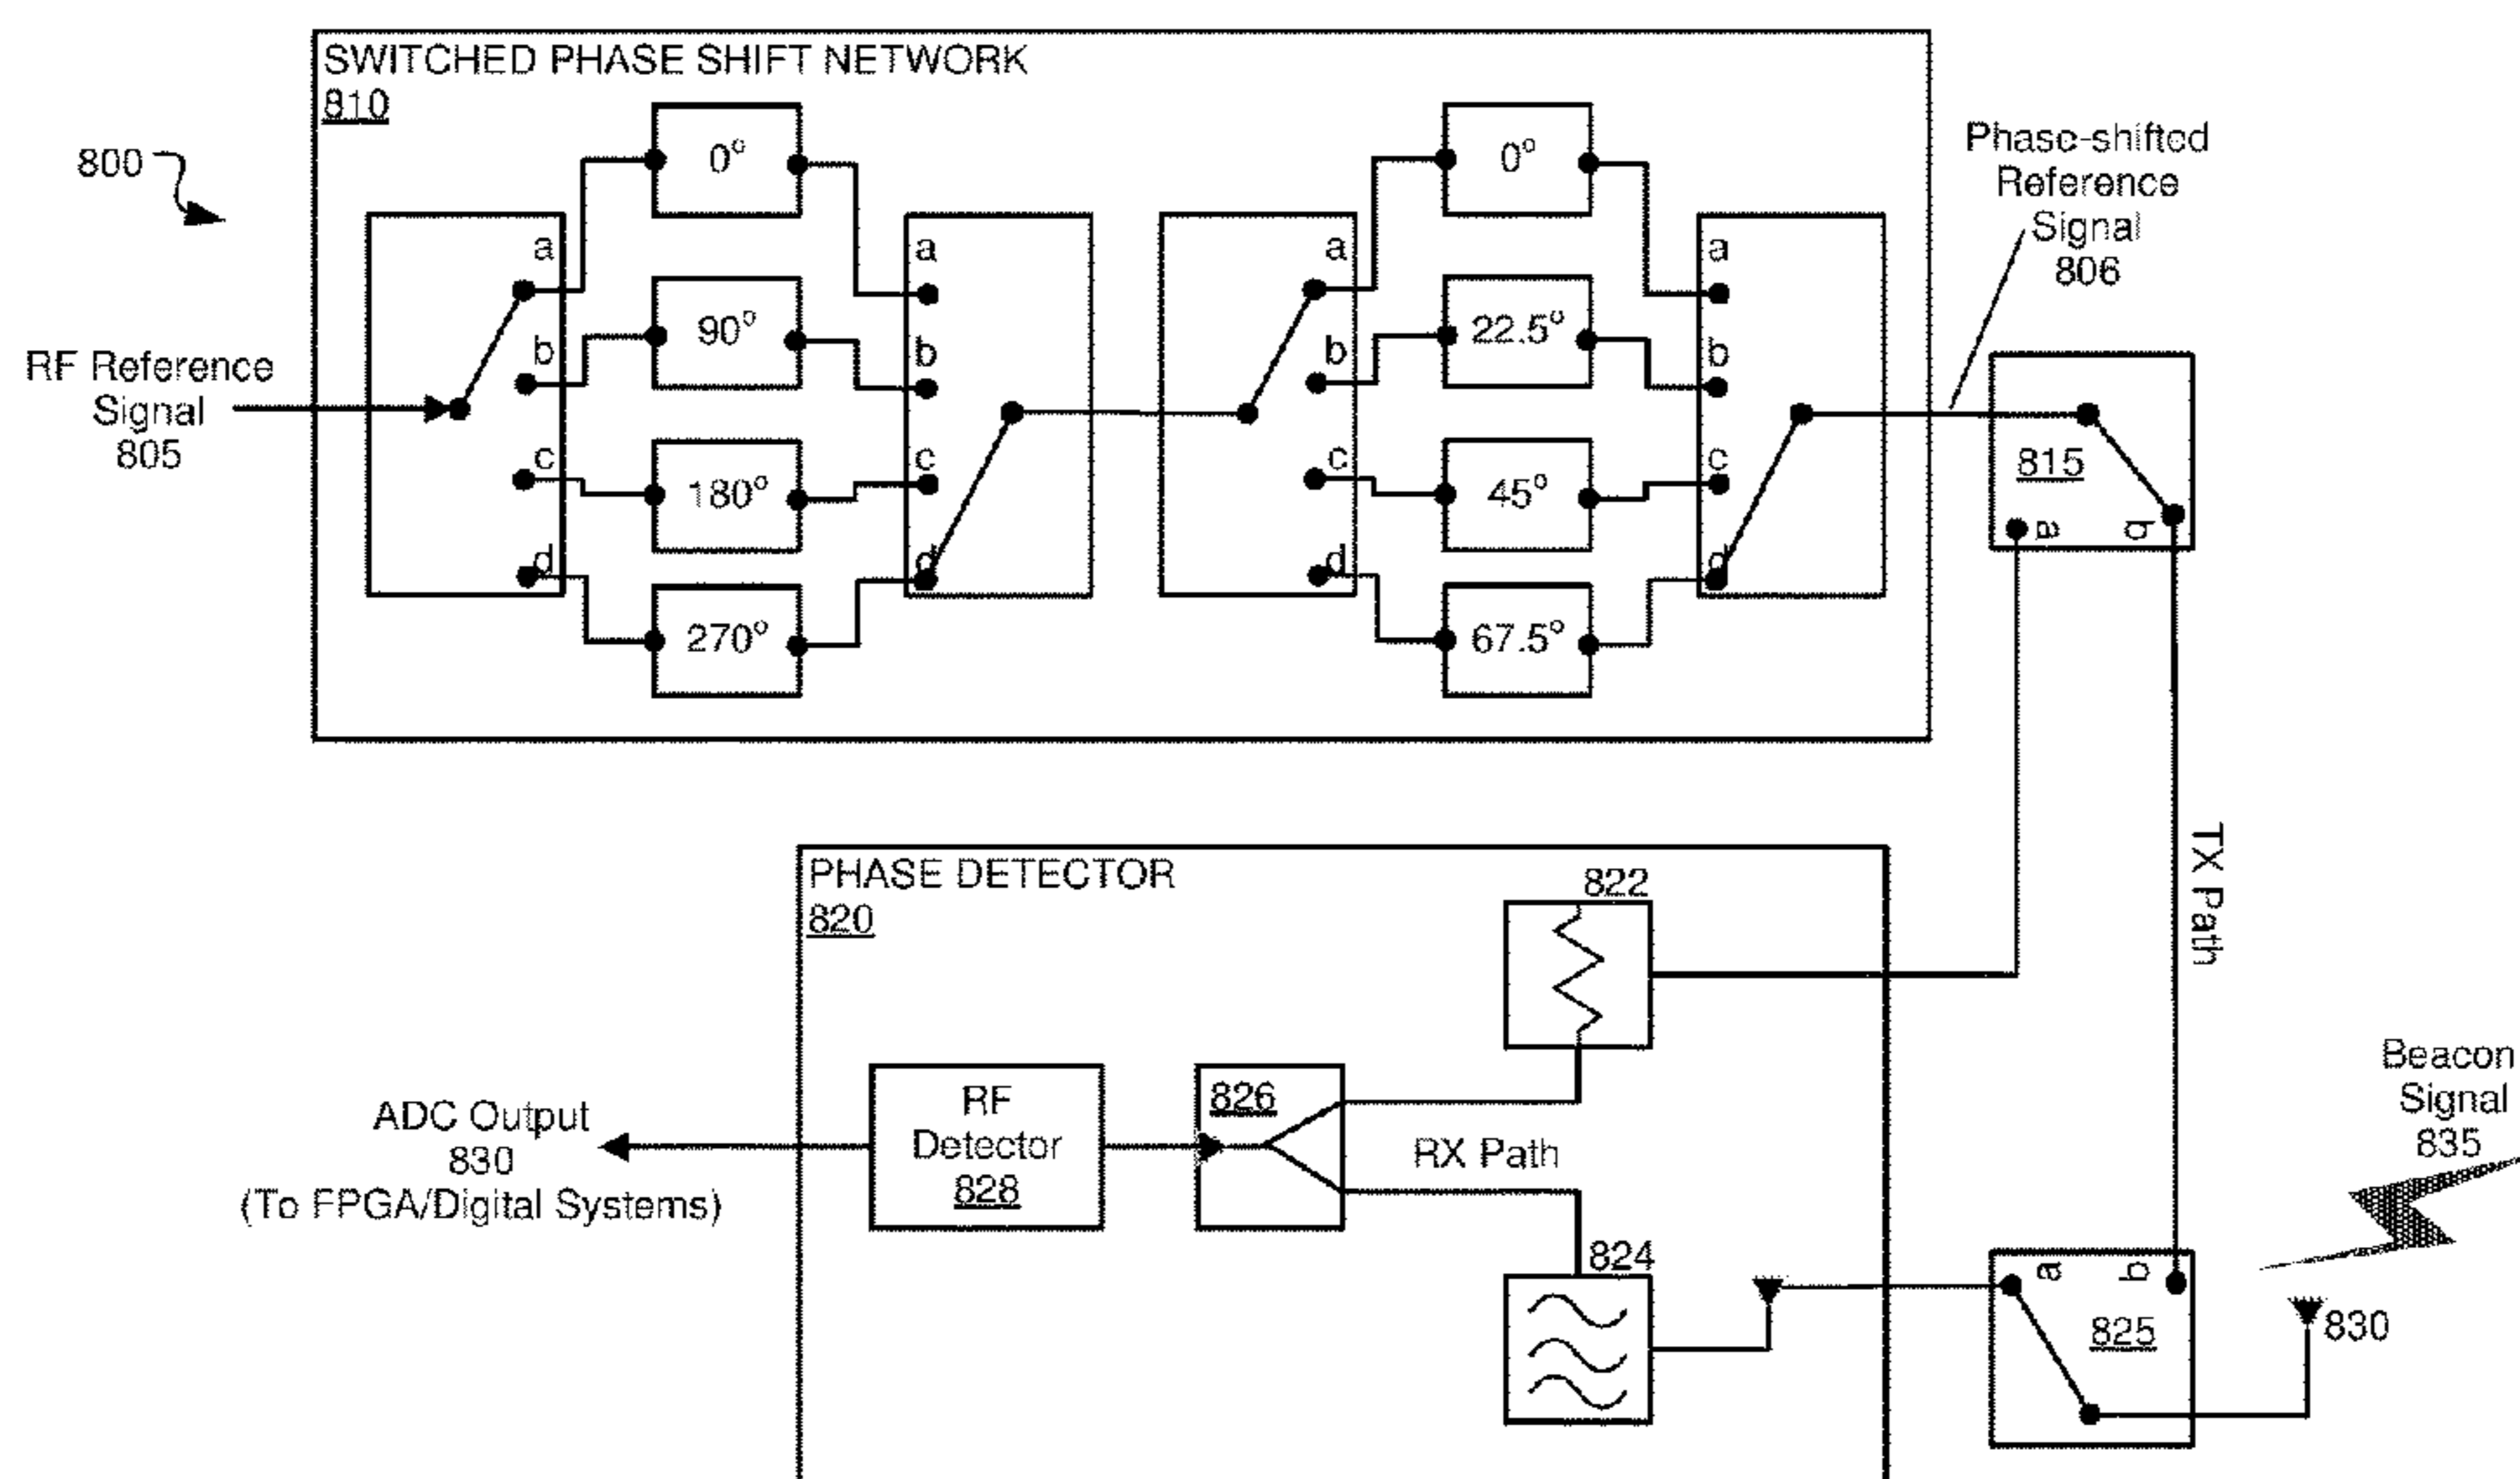 SWITCHED PHASE SHIFT NETWORK
810
800
RF Reference
Signal
805
a
b
c
d
0°
90°
180°
270°
a
b
c
d
a
b
c
d
0°
22.5°
45°
67.5°
a
b
c
d
Phase-shifted
Reference
Signal
806
815
a
b
TX Path
PHASE DETECTOR
820
822
RF
Detector
828
826
RX Path
824
ADC Output
830
(To FPGA/Digital Systems)
Beacon
Signal
835
a
b
825
830